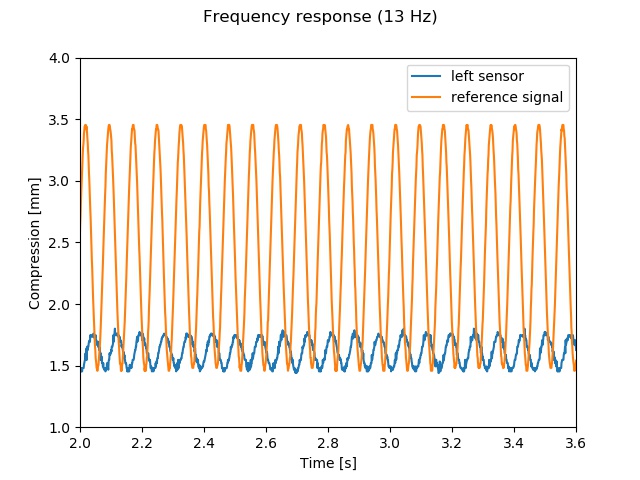 Frequency response (13 Hz)
4.0
left sensor
reference signal
3.5
3.0
Compression [mm]
2.5
2.0
1.5
1.0
2.0 2.2 2.4 2.6 2.8 3.0 3.2 3.4 3.6
Time [s]